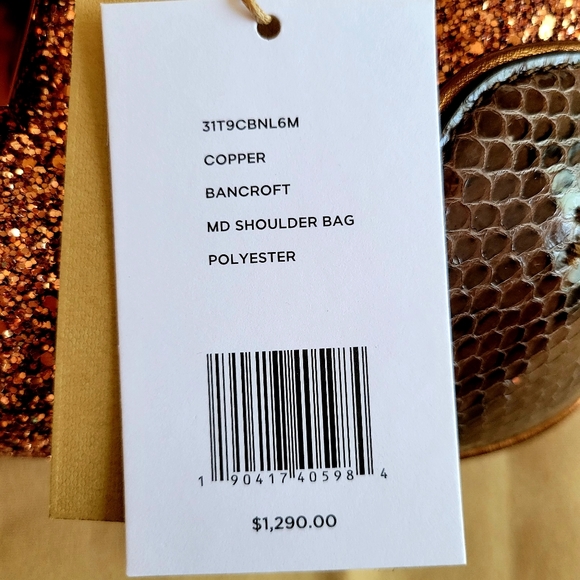 31T9CBNL6M
COPPER
BANCROFT
MD SHOULDER BAG
POLYESTER
1 90417 40598 4
$1,290.00